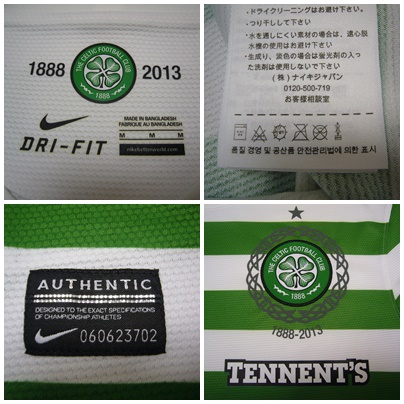 1888 THE CELTIC FOOTBALL CLUB 2013
1888
MADE IN BANGLADESH
FABRIQUE AU BANGLADESH
M M M
DRI-FIT
・ドライクリーニングはお避け下さい。
・つり干しして下さい。
・水を通しにくい素材の場合は、遠心脱
水機の使用はお避け下さい。
・生成り、淡色の場合は蛍光剤の入っ
た洗剤は使用しないで下さい。
(株)ナイキジャパン
0120-500-719
お客様相談室
품질 경영 및 공산품 안전관리법에 의한 표시
AUTHENTIC
DESIGNED TO THE EXACT SPECIFICATIONS
OF CHAMPIONSHIP ATHLETES
060623702
THE CELTIC FOOTBALL CLUB
1888
1888-2013
TENNENT'S